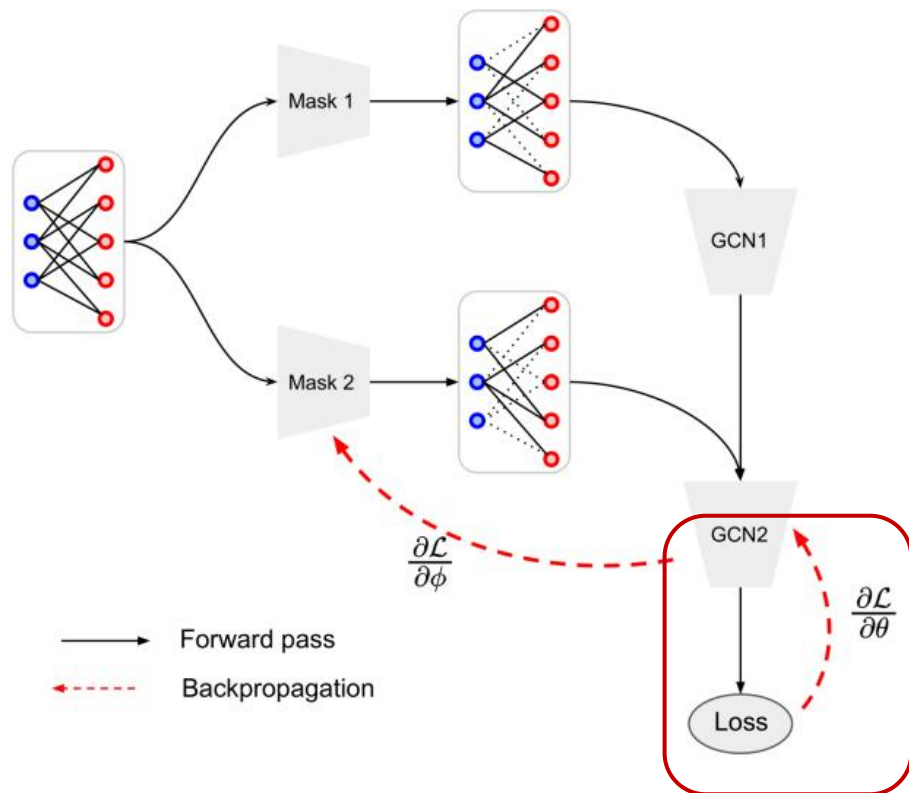 Mask 1
GCN1
Mask 2
GCN2
∂ℒ
∂ϕ
∂ℒ
∂θ
Forward pass
Backpropagation
Loss